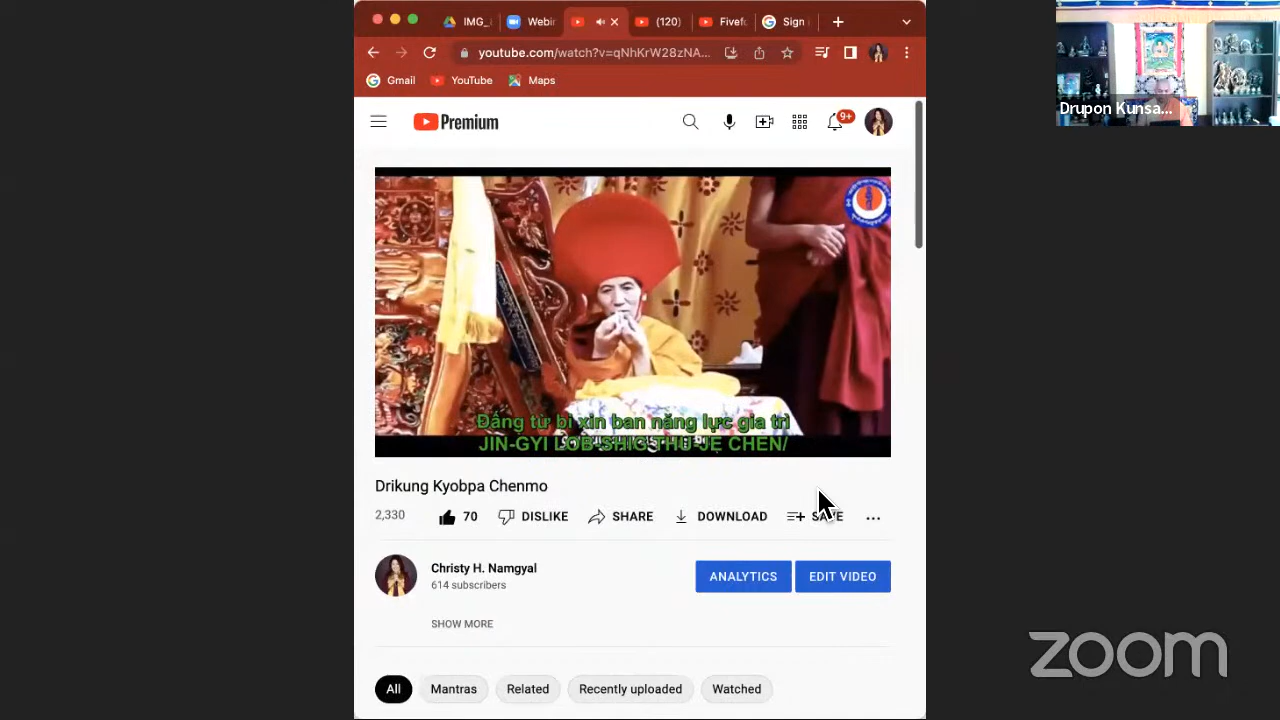 IMG_
Webir
(120)
Fivefo
Sign
youtube.com/watch?v=qNhKrW28zNA...
Gmail
YouTube
Maps
Premium
9+
Drupon Kunsa...
Đấng từ bi xin ban năng lực gia trì
JIN-GYI LOB-SHIG THU-JE CHEN/
Drikung Kyobpa Chenmo
2,330
70
DISLIKE
SHARE
DOWNLOAD
SAVE
Christy H. Namgyal
614 subscribers
ANALYTICS
EDIT VIDEO
SHOW MORE
All
Mantras
Related
Recently uploaded
Watched
zoom